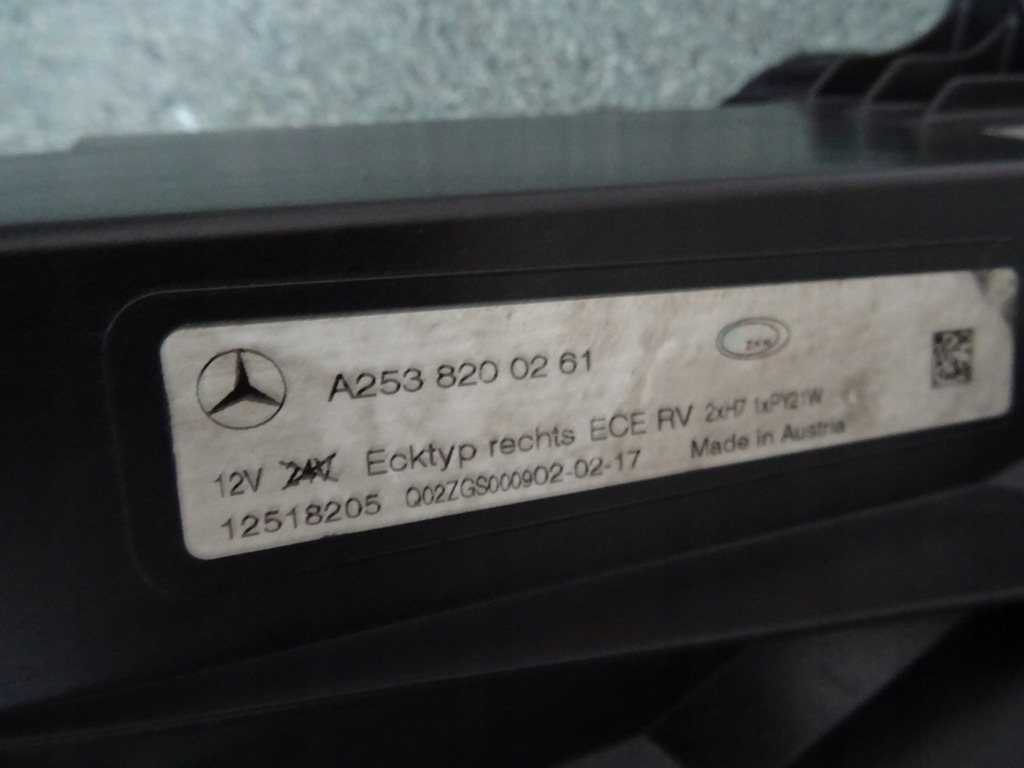 A253 820 02 61
ZKW
12V 24V Ecktyp rechts ECE RV 2xH7 1xPY21W
12518205 Q02ZGS000902-02-17 Made in Austria